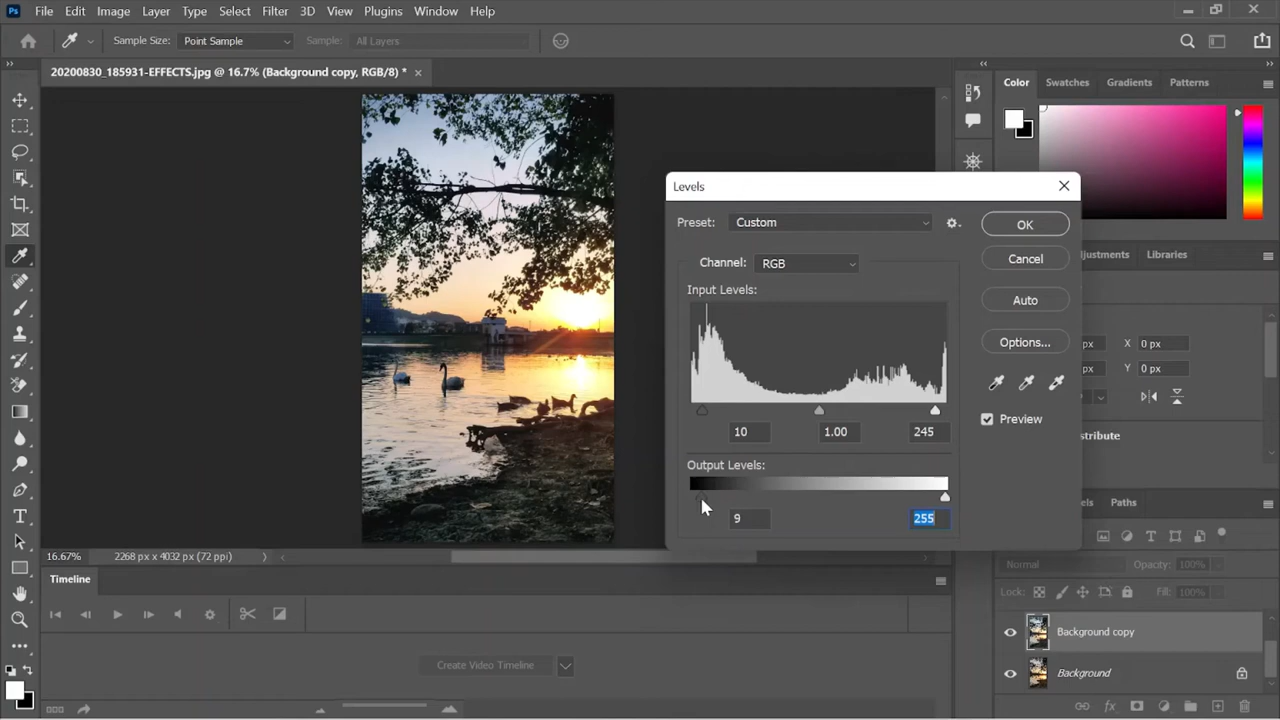 Ps File Edit Image Layer Type Select Filter 3D View Plugins Window Help
Sample Size: Point Sample Sample: All Layers
20200830_185931-EFFECTS.jpg @ 16.7% (Background copy, RGB/8) *
Color Swatches Gradients Patterns
Levels
Preset: Custom OK
Channel: RGB Cancel
djustments Libraries
Input Levels:
Auto
Options...
px X 0 px
px Y 0 px
Preview
10 1.00 245
stribute
Output Levels:
9 255
els Paths
16.67% 2268 px x 4032 px (72 ppi)
Normal Opacity: 100%
Timeline
Lock: Fill: 100%
Background copy
Create Video Timeline
Background
T